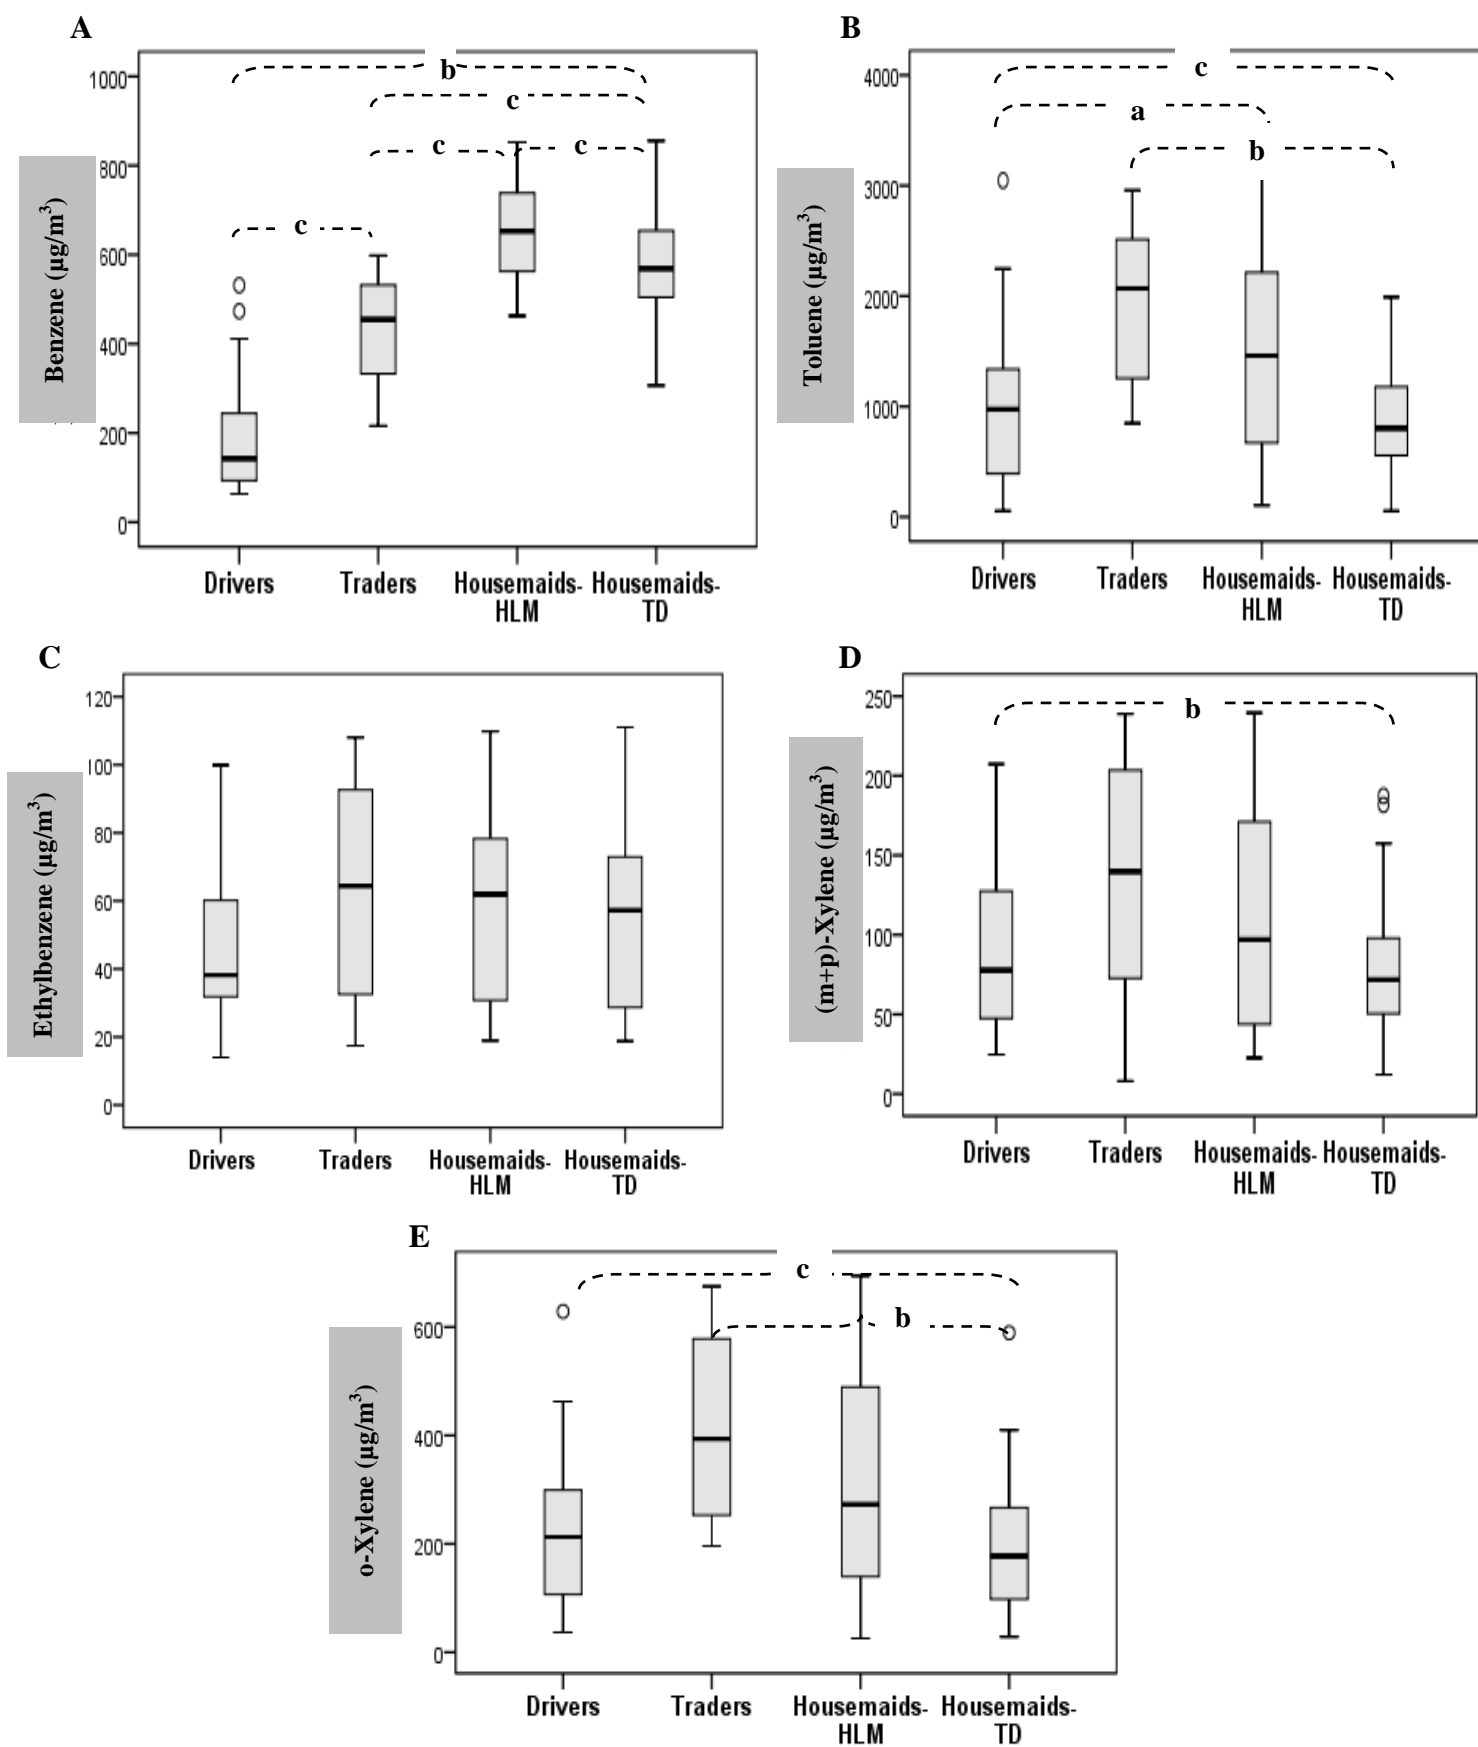 A
Benzene (µg/m³)
1000
800
600
400
200
0
b
c
c
c
c
Drivers
Traders
Housemaids-
HLM
Housemaids-
TD
B
Toluene (µg/m³)
4000
3000
2000
1000
0
c
a
b
Drivers
Traders
Housemaids-
HLM
Housemaids-
TD
C
Ethylbenzene (µg/m³)
120
100
80
60
40
20
0
Drivers
Traders
Housemaids-
HLM
Housemaids-
TD
D
(m+p)-Xylene (µg/m³)
250
200
150
100
50
0
b
Drivers
Traders
Housemaids-
HLM
Housemaids-
TD
E
o-Xylene (µg/m³)
600
400
200
0
c
b
Drivers
Traders
Housemaids-
HLM
Housemaids-
TD